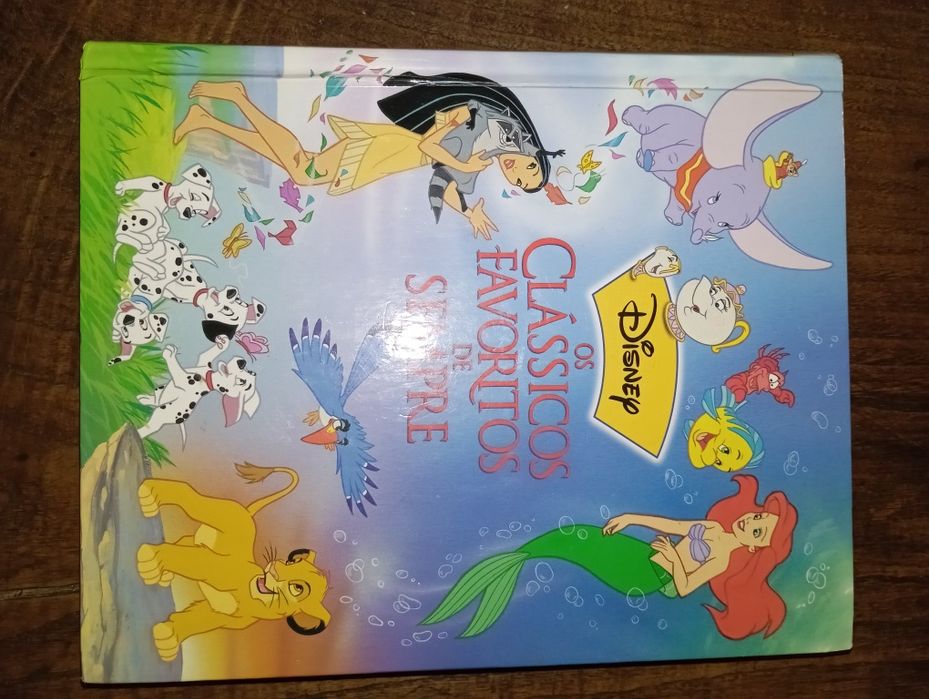 DISNEY
OS
CLÁSSICOS
FAVORITOS
DE
SEMPRE